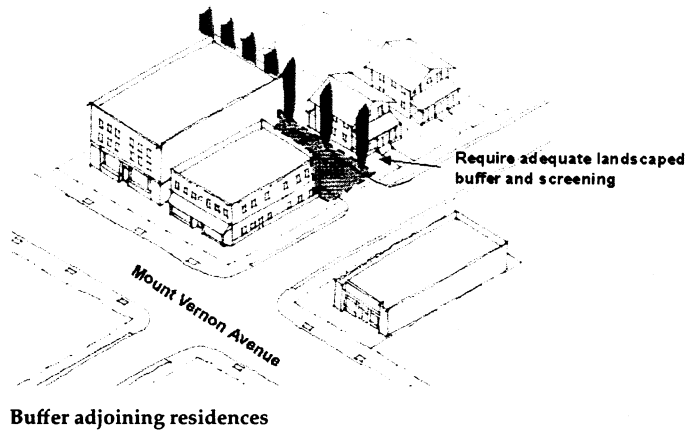 Require adequate landscaped
buffer and screening
Mount Vernon Avenue
Buffer adjoining residences